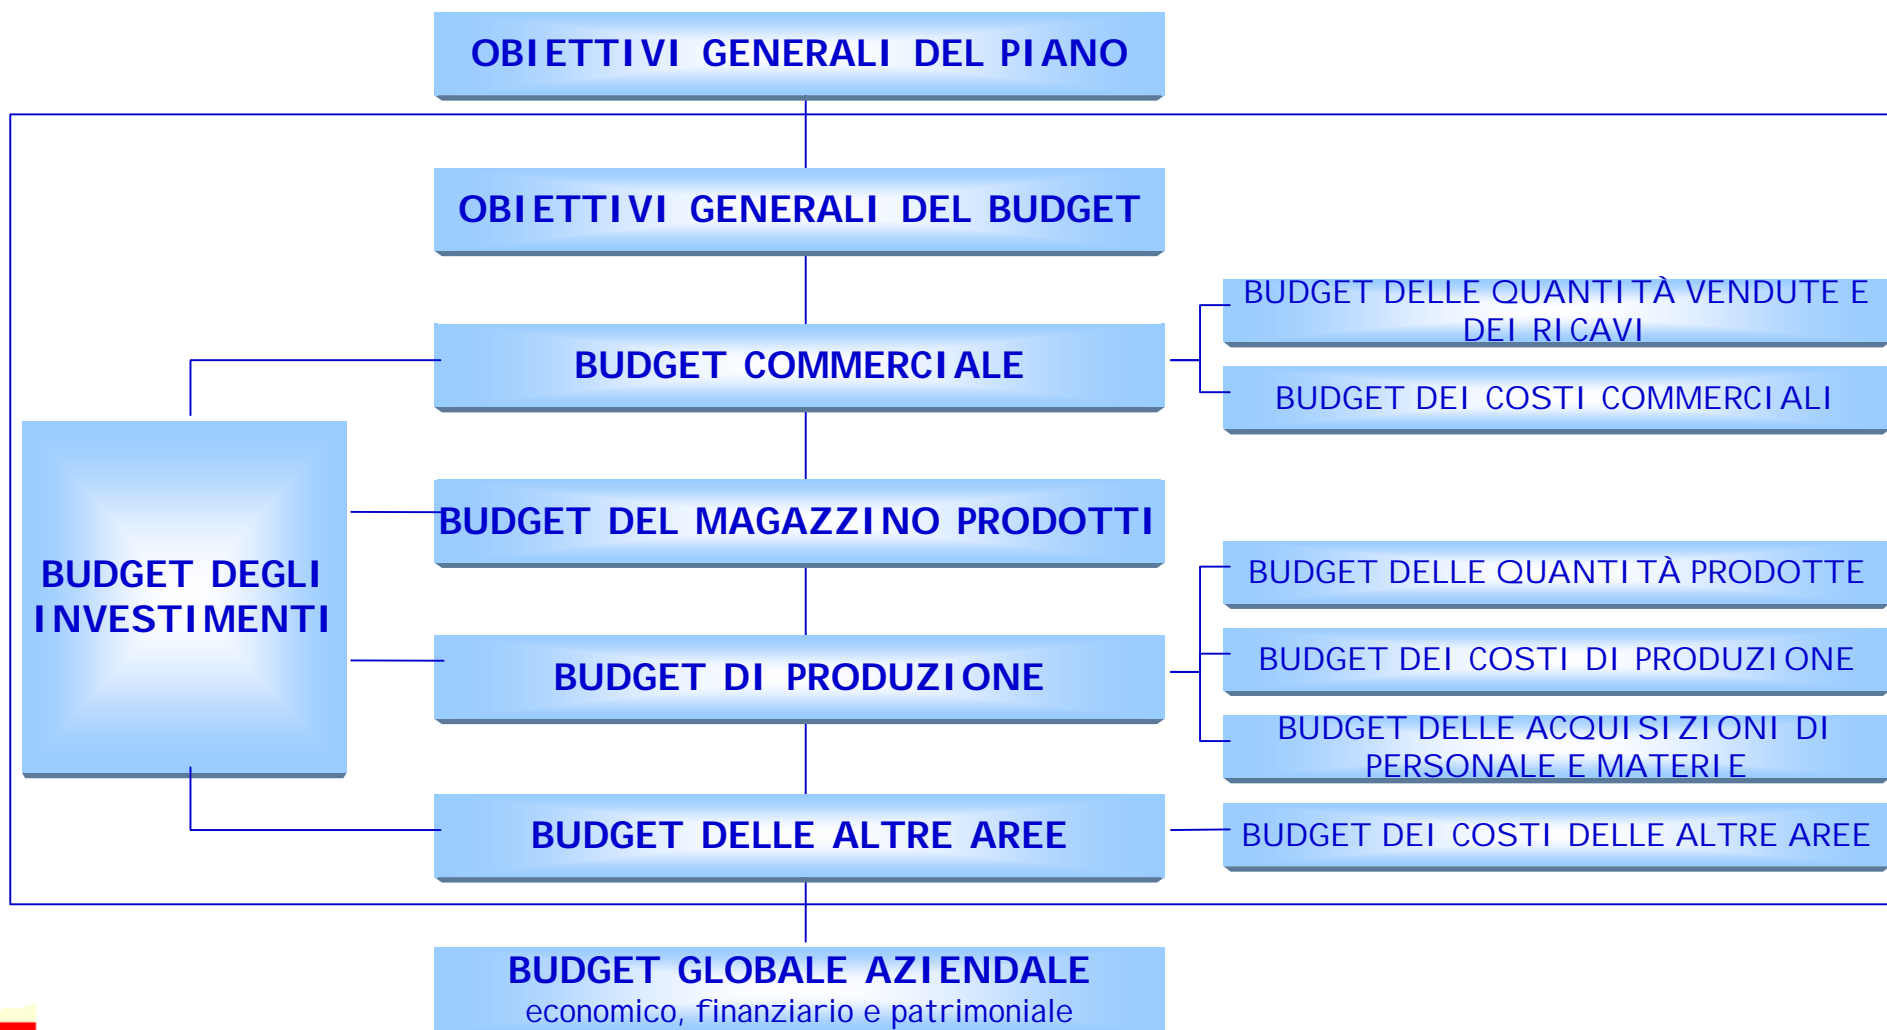 OBIETTIVI GENERALI DEL PIANO
OBIETTIVI GENERALI DEL BUDGET
BUDGET DELLE QUANTITÀ VENDUTE E
DEI RICAVI
BUDGET COMMERCIALE
BUDGET DEI COSTI COMMERCIALI
BUDGET DEL MAGAZZINO PRODOTTI
BUDGET DEGLI
INVESTIMENTI
BUDGET DELLE QUANTITÀ PRODOTTE
BUDGET DI PRODUZIONE
BUDGET DEI COSTI DI PRODUZIONE
BUDGET DELLE ACQUISIZIONI DI
PERSONALE E MATERIE
BUDGET DELLE ALTRE AREE
BUDGET DEI COSTI DELLE ALTRE AREE
BUDGET GLOBALE AZIENDALE
economico, finanziario e patrimoniale